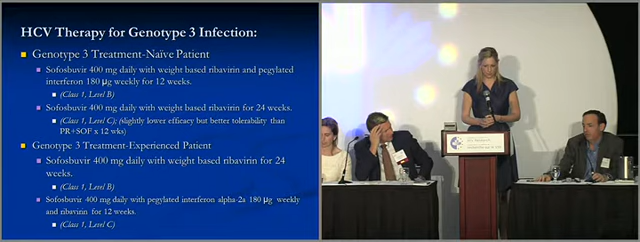 HCV Therapy for Genotype 3 Infection:
Genotype 3 Treatment-Naïve Patient
Sofosbuvir 400 mg daily with weight based ribavirin and pegylated
interferon 180 μg weekly for 12 weeks.
(Class 1, Level B)
Sofosbuvir 400 mg daily with weight based ribavirin for 24 weeks.
(Class 1, Level C); (slightly lower efficacy but better tolerability than
PR+SOF x 12 wks)
Genotype 3 Treatment-Experienced Patient
Sofosbuvir 400 mg daily with weight based ribavirin for 24
weeks.
(Class 1, Level B)
Sofosbuvir 400 mg daily with pegylated interferon alpha-2a 180 μg weekly
and ribavirin for 12 weeks.
(Class 1, Level C)